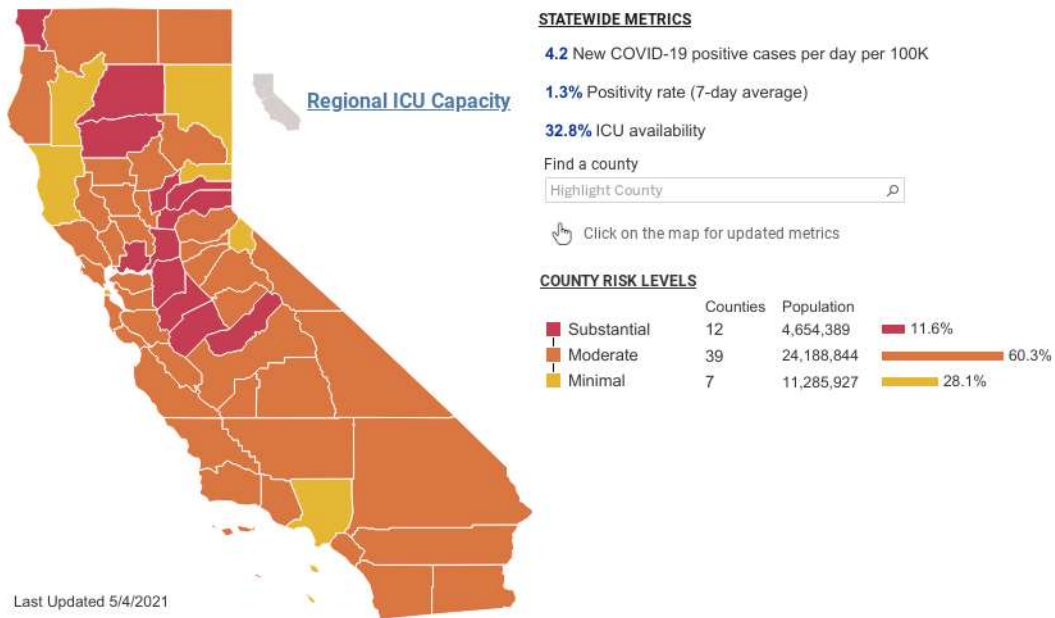 STATEWIDE METRICS
4.2 New COVID-19 positive cases per day per 100K
Regional ICU Capacity
1.3% Positivity rate (7-day average)
32.8% ICU availability
Find a county
Highlight County
Click on the map for updated metrics
COUNTY RISK LEVELS
Counties Population
Substantial 12 4,654,389 11.6%
Moderate 39 24,188,844 60.3%
Minimal 7 11,285,927 28.1%
Last Updated 5/4/2021